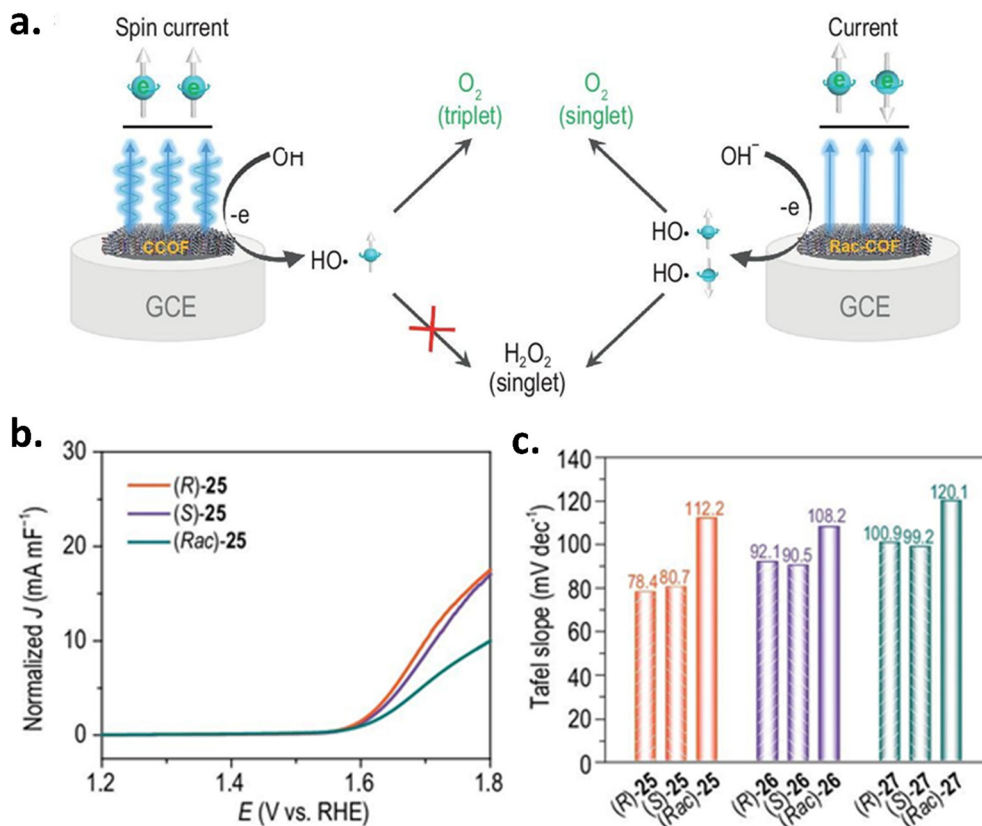 a.
Spin current
Current
e e
e e
O₂
(triplet)
O₂
(singlet)
OH
-e
OH⁻
-e
CCOF
GCE
HO•
HO•
HO•
Rac-COF
GCE
H₂O₂
(singlet)
b.
Normalized J (mA mF⁻¹)
30
20
10
0
(R)-25
(S)-25
(Rac)-25
1.2 1.4 1.6 1.8
E (V vs. RHE)
c.
Tafel slope (mV dec⁻¹)
140
120
100
80
60
40
20
0
78.4 80.7 112.2
92.1 90.5 108.2
100.9 99.2 120.1
(R)-25 (S)-25 (Rac)-25 (R)-26 (S)-26 (Rac)-26 (R)-27 (S)-27 (Rac)-27